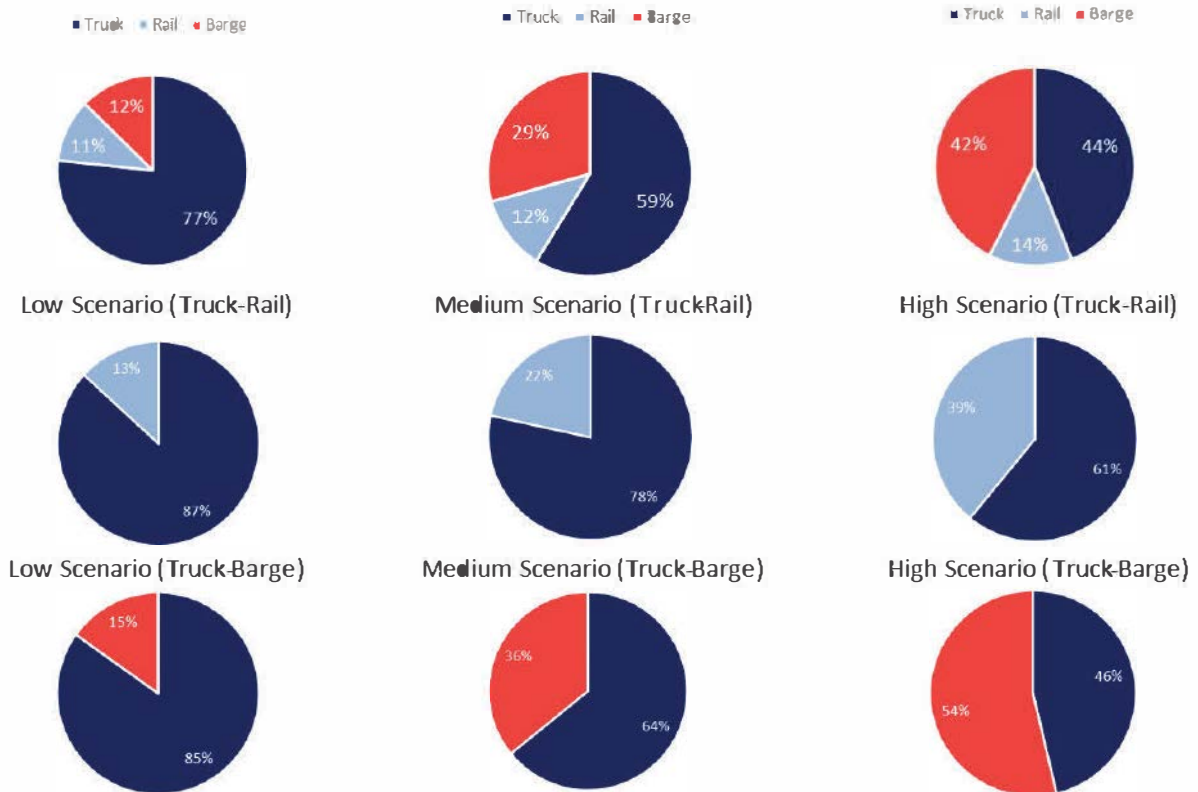 Truck Rail Barge
Truck Rail Barge
Truck Rail Barge
12%
11%
77%
29%
12%
59%
42%
14%
44%
Low Scenario (Truck-Rail)
Medium Scenario (Truck-Rail)
High Scenario (Truck-Rail)
13%
87%
22%
78%
39%
61%
Low Scenario (Truck-Barge)
Medium Scenario (Truck-Barge)
High Scenario (Truck-Barge)
15%
85%
36%
64%
54%
46%